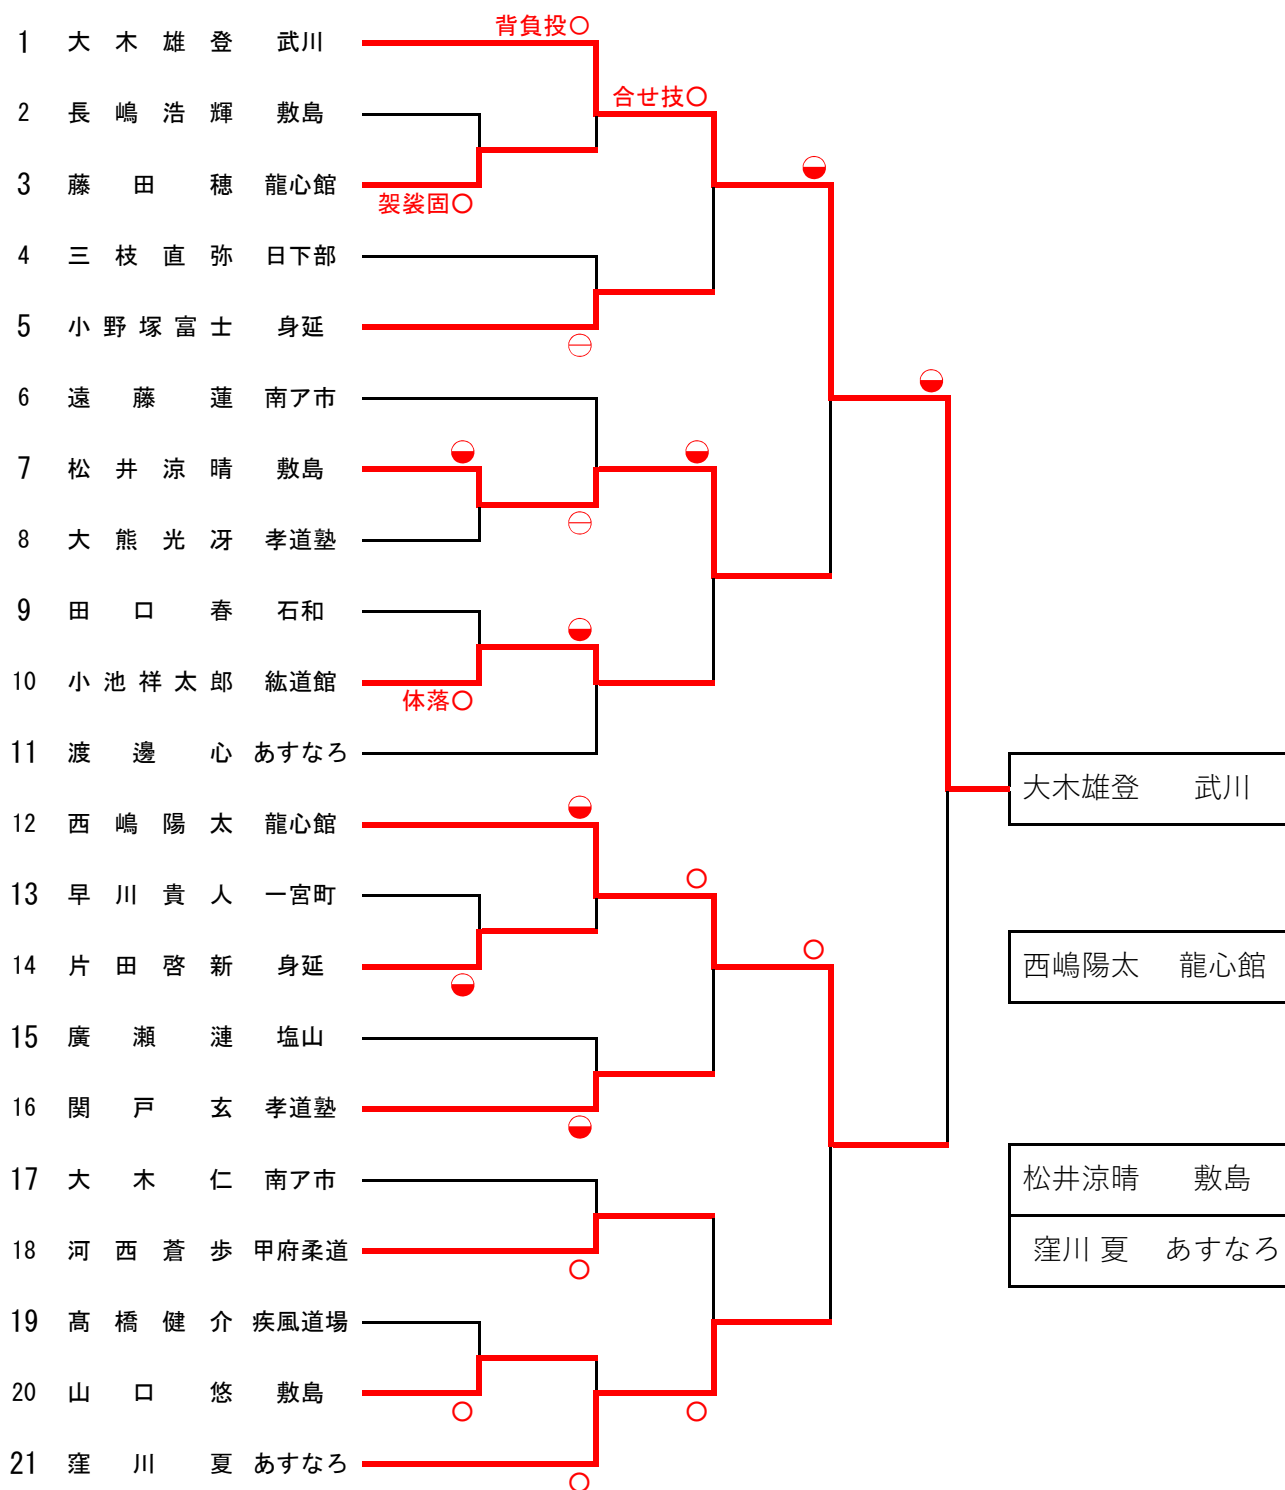 背負投○
1 大木雄登 武川
合せ技○
2 長嶋浩輝 敷島
3 藤田穂 龍心館
袈裟固○
4 三枝直弥 日下部
5 小野塚富士 身延
6 遠藤蓮 南ア市
7 松井涼晴 敷島
8 大熊光冴 孝道塾
9 田口春 石和
10 小池祥太郎 紘道館
体落○
11 渡邊心 あすなろ
大木雄登 武川
12 西嶋陽太 龍心館
13 早川貴人 一宮町
14 片田啓新 身延
西嶋陽太 龍心館
15 廣瀬漣 塩山
16 関戸玄 孝道塾
17 大木仁 南ア市
松井涼晴 敷島
18 河西蒼歩 甲府柔道
窪川 夏 あすなろ
19 髙橋健介 疾風道場
20 山口悠 敷島
21 窪川夏 あすなろ